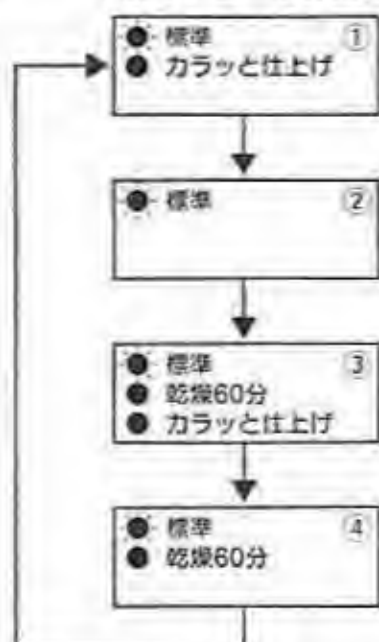 標準 ①
カラッと仕上げ
標準 ②
標準 ③
乾燥60分
カラッと仕上げ
標準 ④
乾燥60分